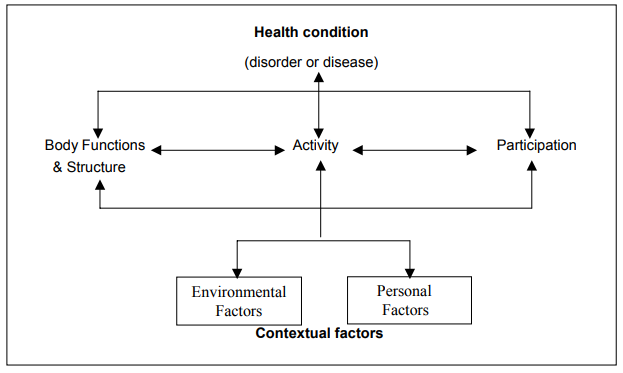 Health condition
(disorder or disease)
Body Functions
& Structure
Activity
Participation
Environmental
Factors
Personal
Factors
Contextual factors